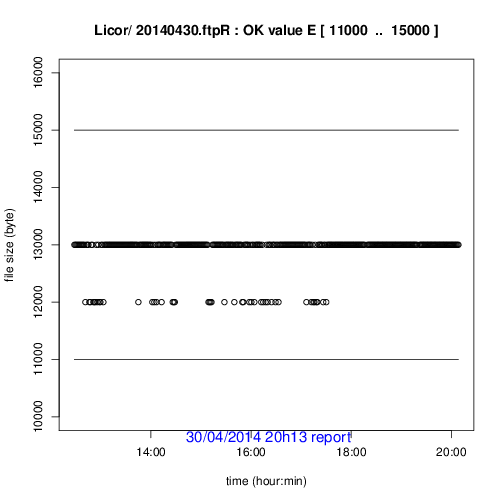 Licor/ 20140430.ftpR : OK value E [ 11000 .. 15000 ]
16000
15000
14000
13000
12000
11000
10000
file size (byte)
30/04/2014 20h13 report
14:00 16:00 18:00 20:00
time (hour:min)